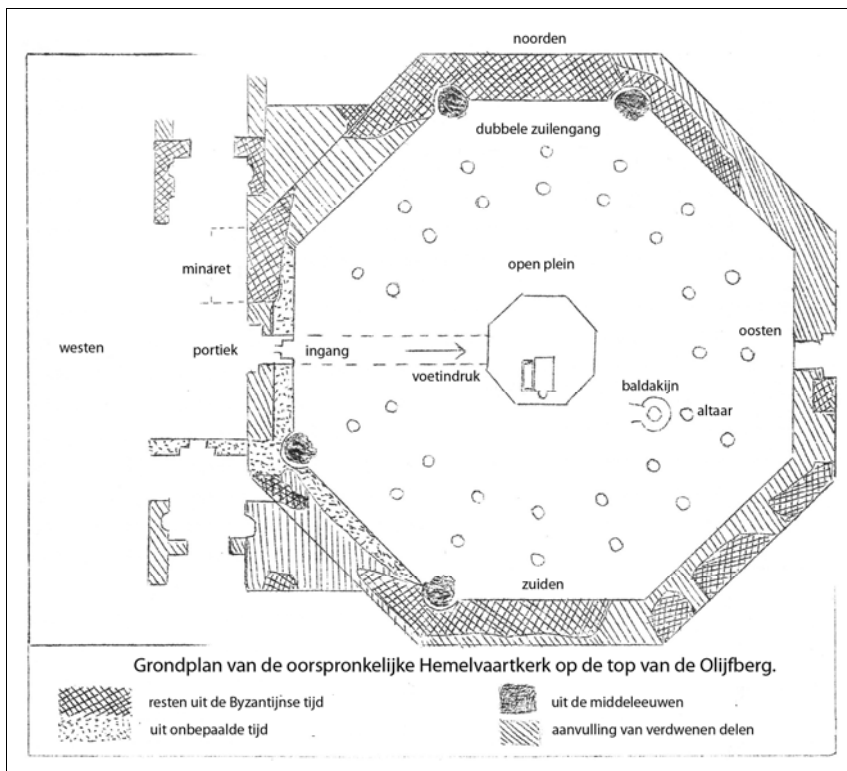 noorden
dubbele zuilengang
minaret
open plein
westen
portiek
ingang
oosten
voetindruk
baldakijn
altaar
zuiden
Grondplan van de oorspronkelijke Hemelvaartkerk op de top van de Olijfberg.
resten uit de Byzantijnse tijd
uit de middeleeuwen
uit onbepaalde tijd
aanvulling van verdwenen delen